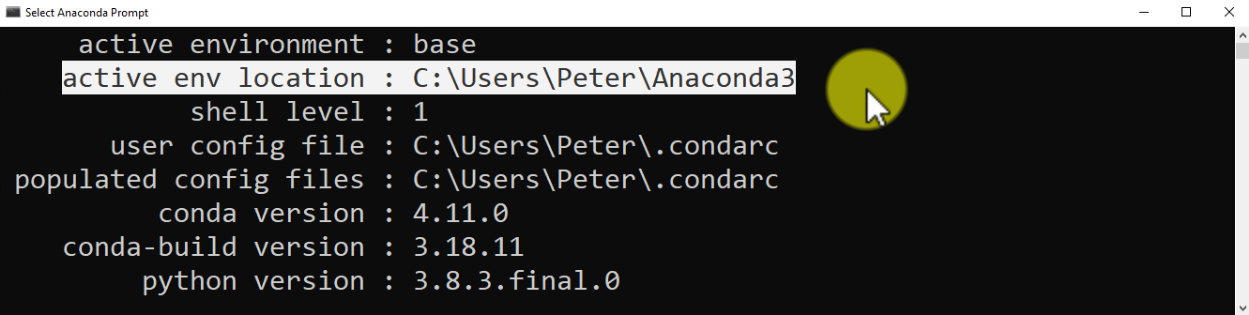 Select Anaconda Prompt
active environment : base
active env location : C:\Users\Peter\Anaconda3
shell level : 1
user config file : C:\Users\Peter\.condarc
populated config files : C:\Users\Peter\.condarc
conda version : 4.11.0
conda-build version : 3.18.11
python version : 3.8.3.final.0